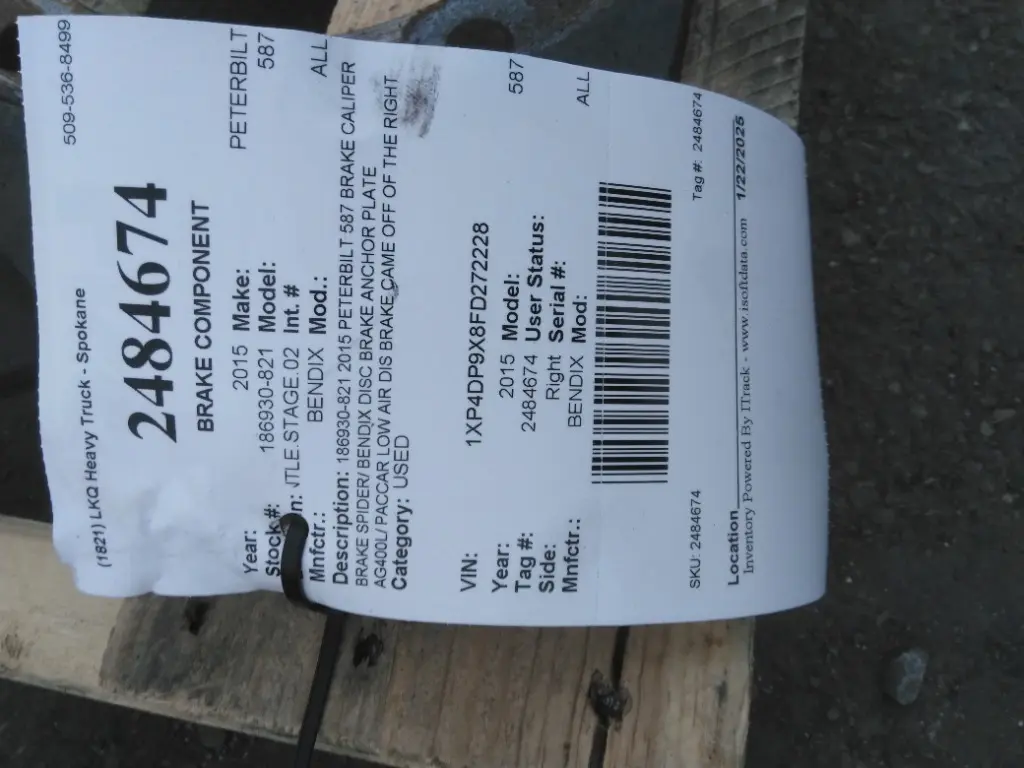 (1821) LKQ Heavy Truck - Spokane 509-536-8499
2484674
BRAKE COMPONENT
Year: 2015 Make: PETERBILT
Stock#: 186930-821 Model: 587
n: JTLE.STAGE.02 Int. #
Mnfctr.: BENDIX Mod.: ALL
Description: 186930-821 2015 PETERBILT 587 BRAKE CALIPER
BRAKE SPIDER/ BENDIX DISC BRAKE ANCHOR PLATE
AG400L/ PACCAR LOW AIR DIS BRAKE CAME OFF OF THE RIGHT
Category: USED
VIN: 1XP4DP9X8FD272228
Year: 2015 Model: 587
Tag #: 2484674 User Status:
Side: Right Serial #:
Mnfctr.: BENDIX Mod: ALL
SKU: 2484674 Tag #: 2484674
Location 1/22/2025
Inventory Powered By ITrack - www.isoftdata.com